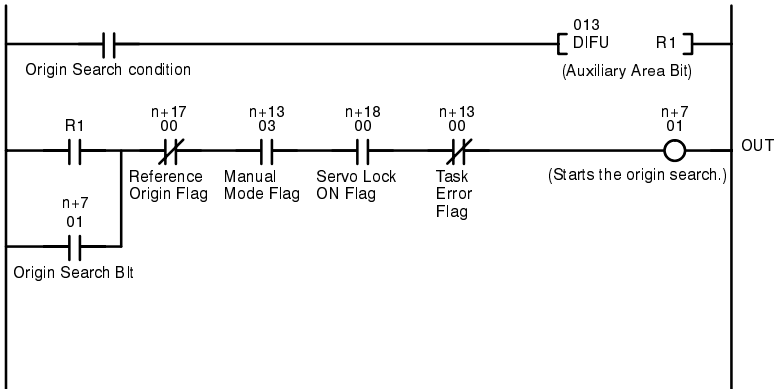 013
DIFU R1
Origin Search condition
(Auxiliary Area Bit)
n+17 n+13 n+18 n+13 n+7
R1 00 03 00 00 01
OUT
Reference Manual Servo Lock Task (Starts the origin search.)
Origin Flag Mode Flag ON Flag Error
Flag
n+7
01
Origin Search BIt